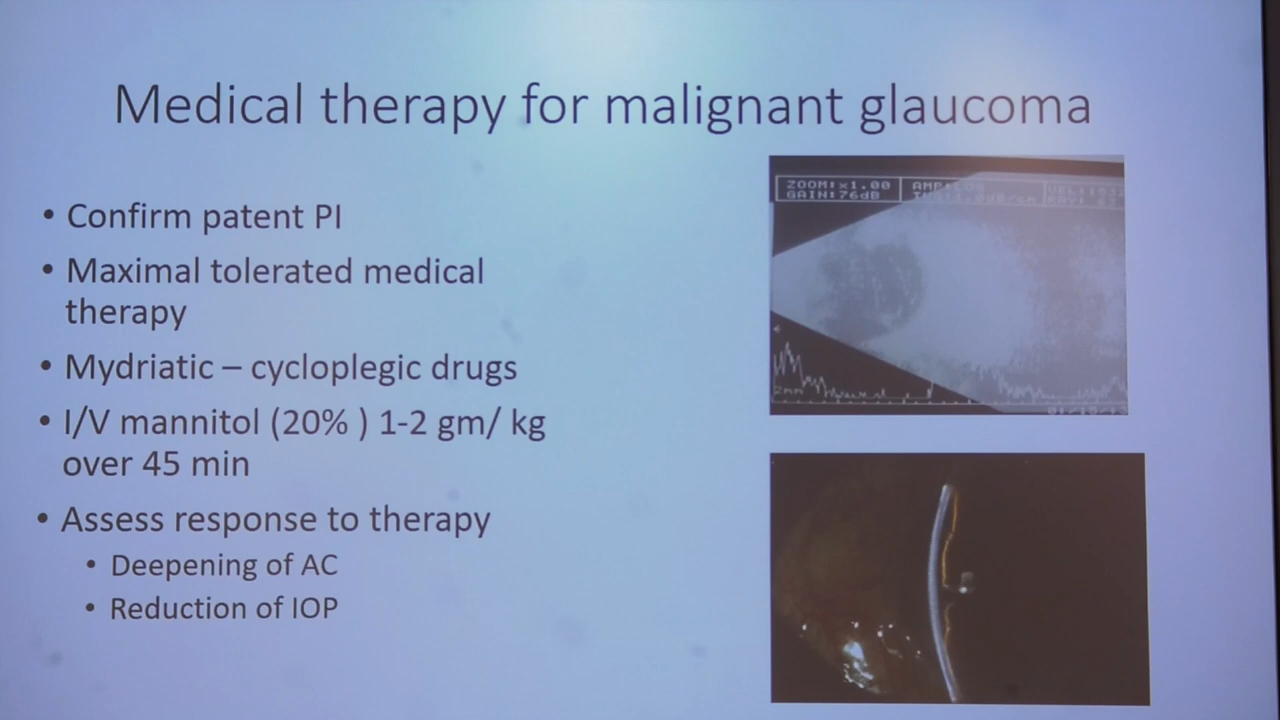 Medical therapy for malignant glaucoma
• Confirm patent PI
• Maximal tolerated medical
therapy
• Mydriatic – cycloplegic drugs
• I/V mannitol (20% ) 1-2 gm/ kg
over 45 min
• Assess response to therapy
• Deepening of AC
• Reduction of IOP
ZOOM:x1.00
GAIN:76dB